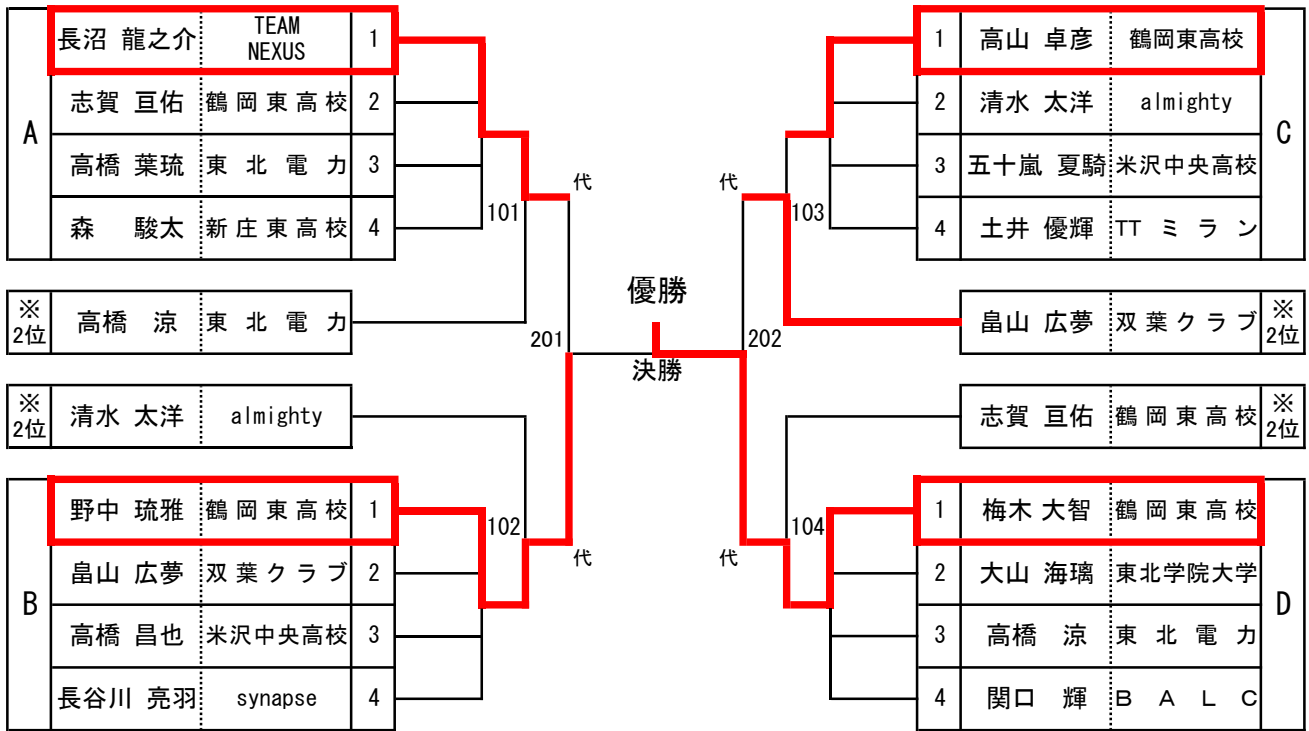 A
長沼 龍之介 TEAM NEXUS 1
志賀 亘佑 鶴岡東高校 2
高橋 葉琉 東北電力 3
森 駿太 新庄東高校 4
※2位 高橋 涼 東北電力
※2位 清水 太洋 almighty
B
野中 琉雅 鶴岡東高校 1
畠山 広夢 双葉クラブ 2
高橋 昌也 米沢中央高校 3
長谷川 亮羽 synapse 4
101
代
201
102
代
優勝
決勝
代
103
202
代
104
C
1 高山 卓彦 鶴岡東高校
2 清水 太洋 almighty
3 五十嵐 夏騎 米沢中央高校
4 土井 優輝 TTミラン
畠山 広夢 双葉クラブ ※2位
志賀 亘佑 鶴岡東高校 ※2位
D
1 梅木 大智 鶴岡東高校
2 大山 海璃 東北学院大学
3 高橋 涼 東北電力
4 関口 輝 BALC